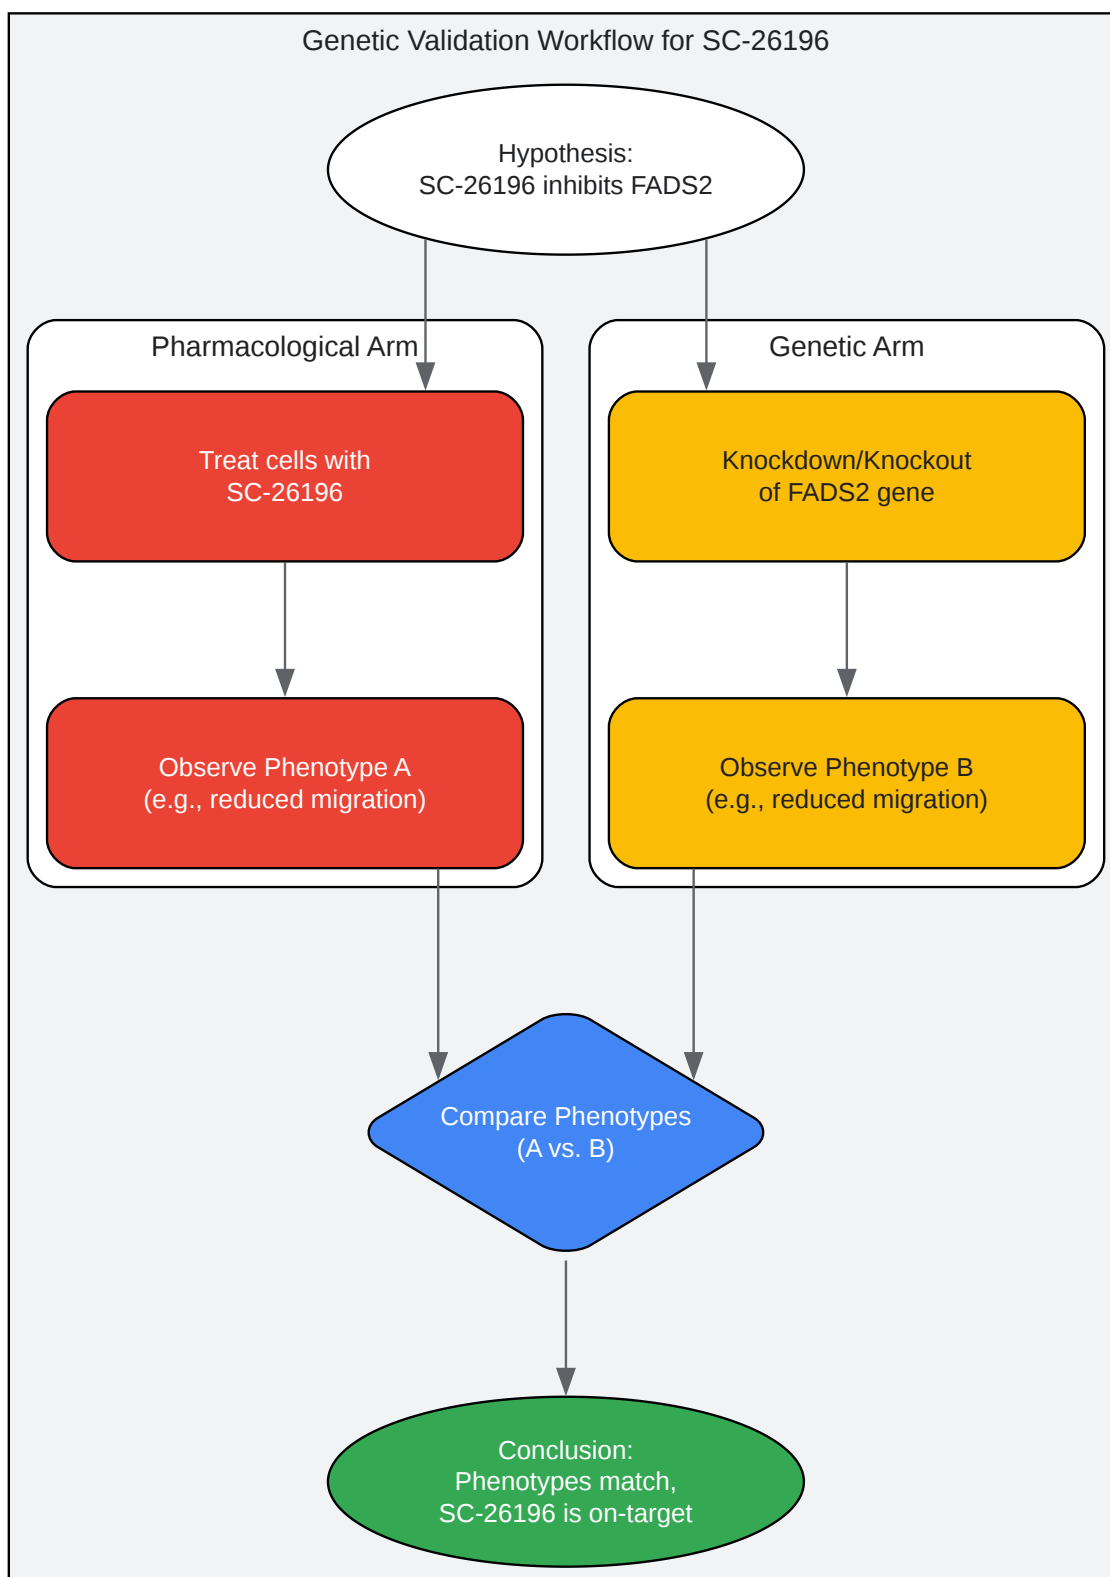 Genetic Validation Workflow for SC-26196
Hypothesis:
SC-26196 inhibits FADS2
Pharmacological Arm
Treat cells with
SC-26196
Observe Phenotype A
(e.g., reduced migration)
Genetic Arm
Knockdown/Knockout
of FADS2 gene
Observe Phenotype B
(e.g., reduced migration)
Compare Phenotypes
(A vs. B)
Conclusion:
Phenotypes match,
SC-26196 is on-target